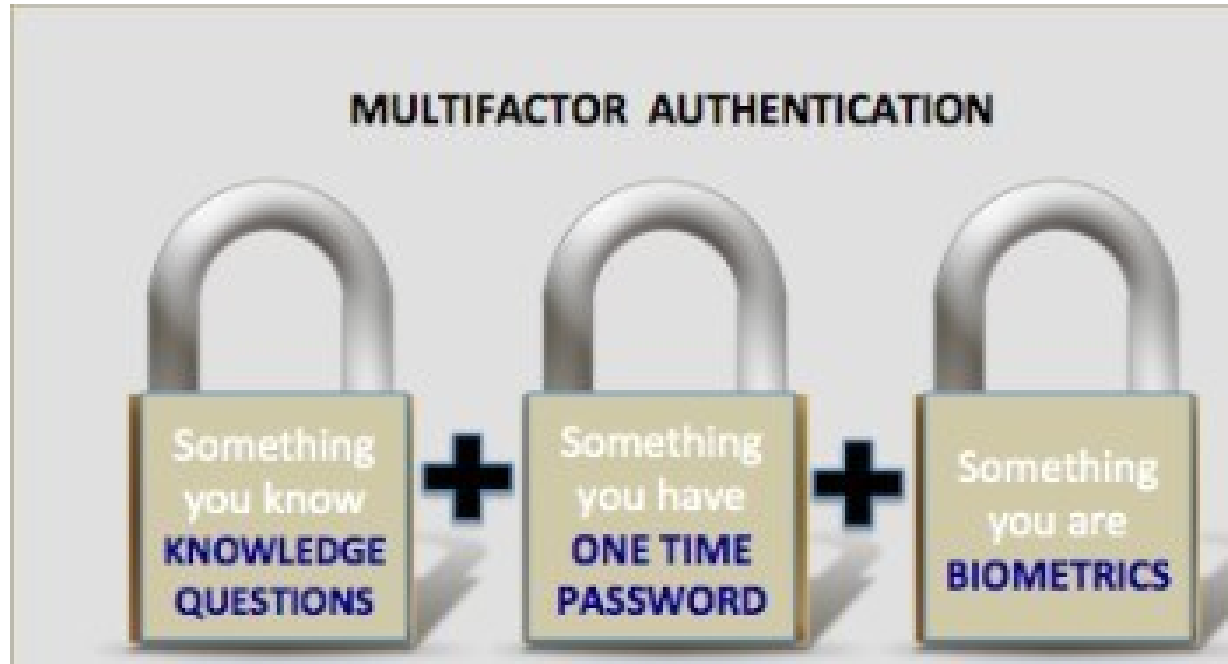 MULTIFACTOR AUTHENTICATION
Something
you know
KNOWLEDGE
QUESTIONS
Something
you have
ONE TIME
PASSWORD
Something
you are
BIOMETRICS